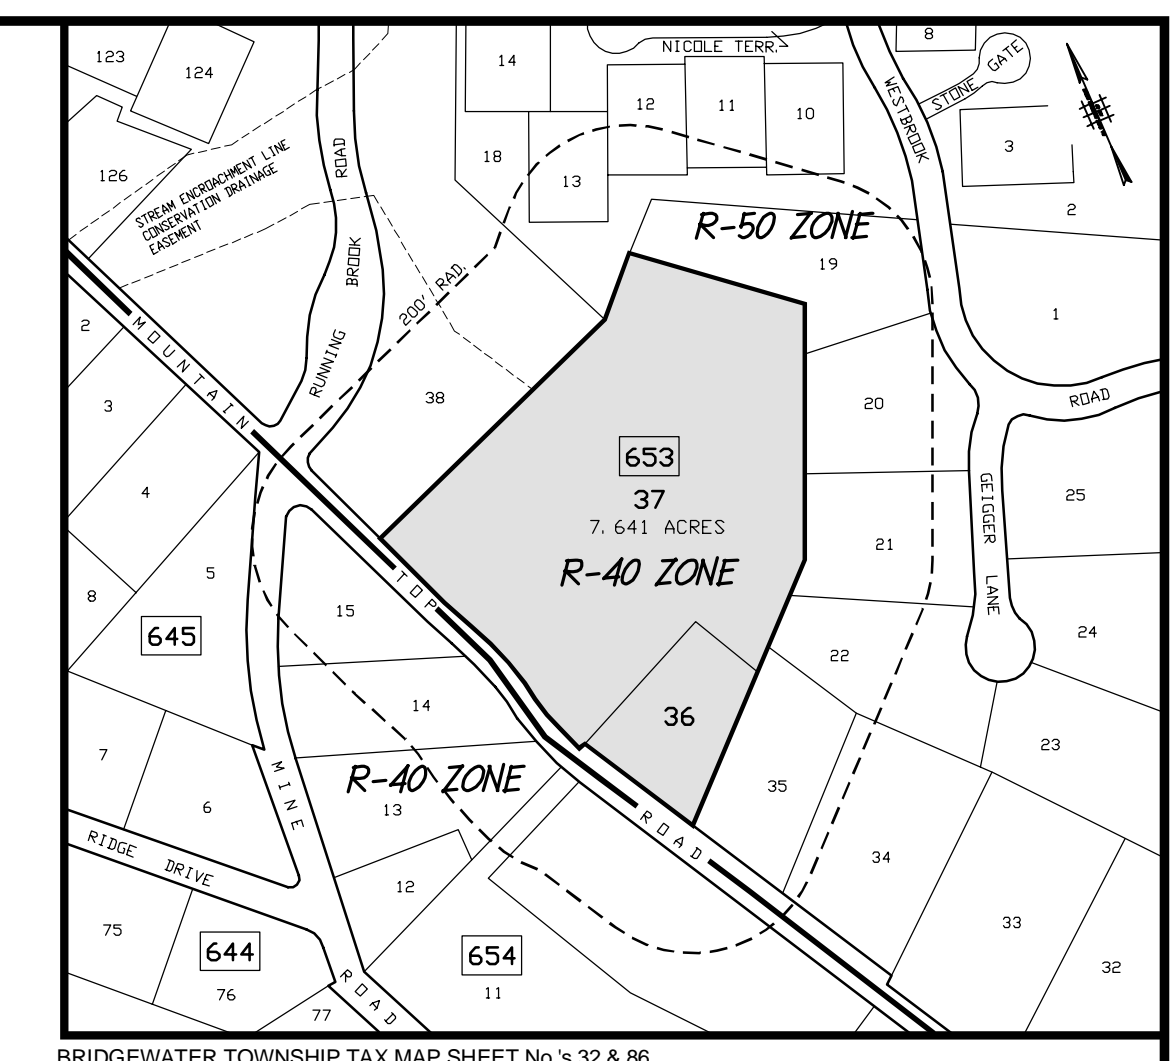 123
124
14
NICOLE TERR.
8
STONE GATE
12
11
10
WESTBROOK
ROAD
3
18
13
126
STREAM ENCROACHMENT LINE
CONSERVATION DRAINAGE
EASEMENT
2
R-50 ZONE
19
BROOK
200' RAD.
1
2
MOUNTAIN
RUNNING
38
20
ROAD
3
653
37
7.641 ACRES
R-40 ZONE
4
25
GEIGGER LANE
21
5
TOP
8
15
645
22
24
14
36
7
MINE
R-40 ZONE
13
35
23
6
RIDGE DRIVE
ROAD
34
12
75
644
654
33
76
11
32
77
ROAD
BRIDGEWATER TOWNSHIP TAX MAP SHEET No.'s 32 & 86